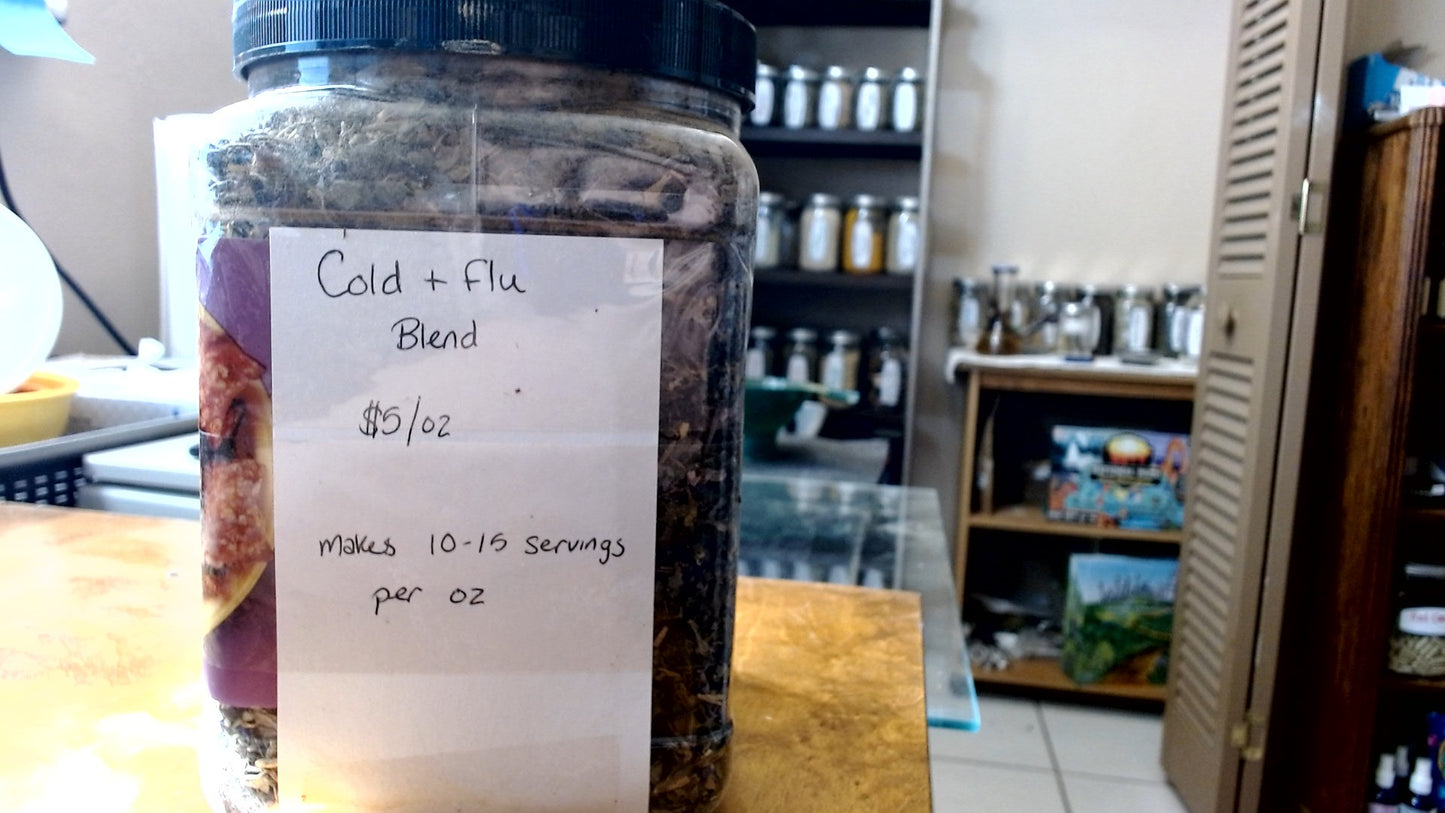 Cold + Flu
Blend
$5/oz
makes 10-15 servings
per oz